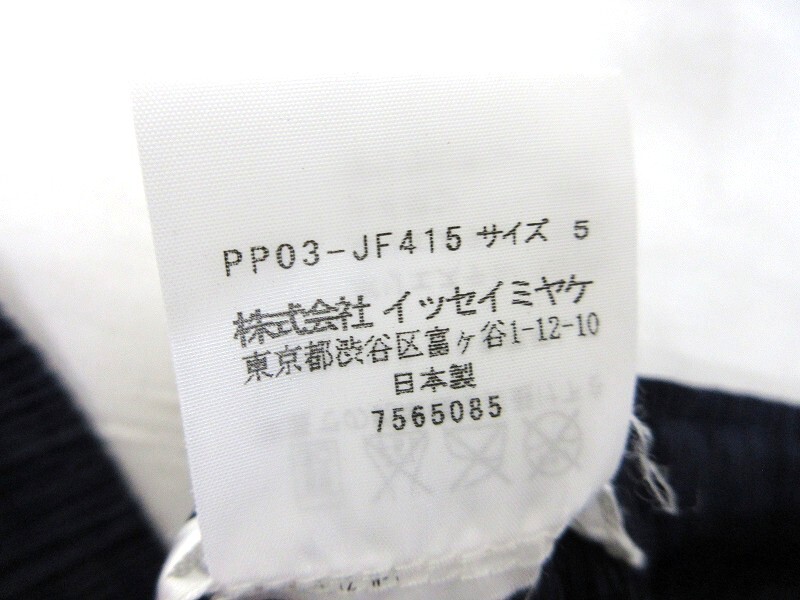 PP03-JF415 サイズ 5
株式会社 イッセイミヤケ
東京都渋谷区富ヶ谷1-12-10
日本製
7565085